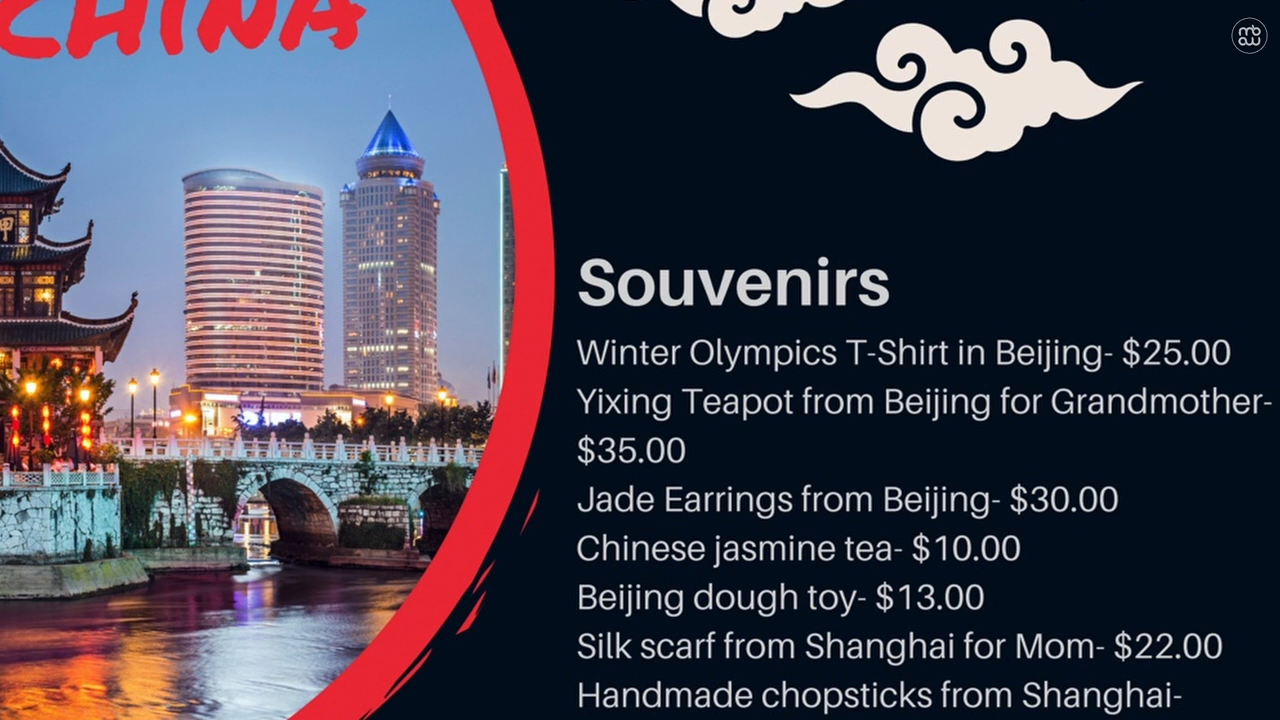 CHINA
Souvenirs
Winter Olympics T-Shirt in Beijing- $25.00
Yixing Teapot from Beijing for Grandmother-
$35.00
Jade Earrings from Beijing- $30.00
Chinese jasmine tea- $10.00
Beijing dough toy- $13.00
Silk scarf from Shanghai for Mom- $22.00
Handmade chopsticks from Shanghai-